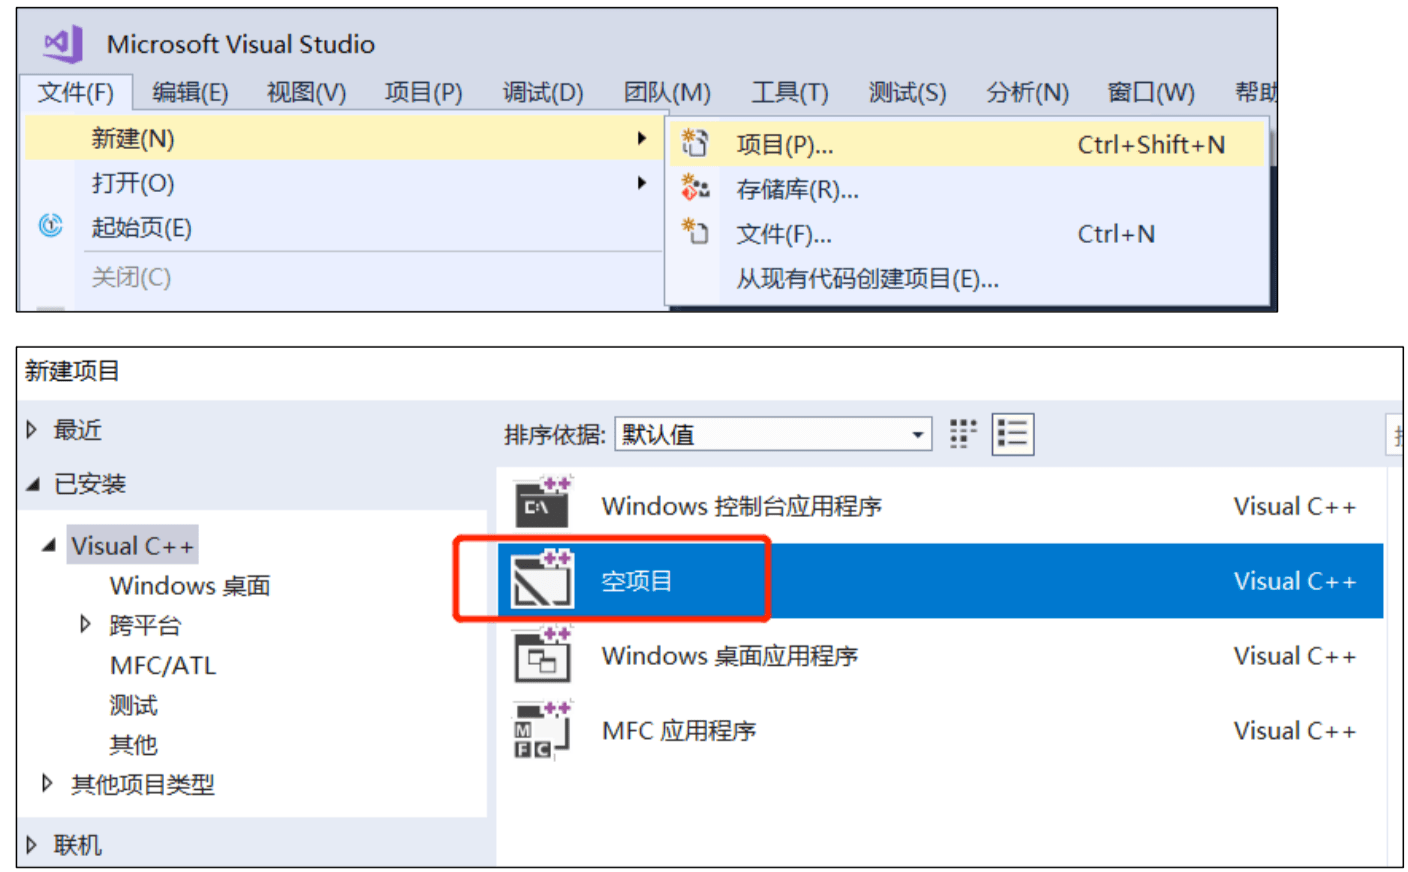 Microsoft Visual Studio
文件(F) 编辑(E) 视图(V) 项目(P) 调试(D) 团队(M) 工具(T) 测试(S) 分析(N) 窗口(W) 帮助
新建(N)
打开(O)
起始页(E)
关闭(C)
项目(P)... Ctrl+Shift+N
存储库(R)...
文件(F)... Ctrl+N
从现有代码创建项目(E)...
新建项目
最近
已安装
Visual C++
Windows 桌面
跨平台
MFC/ATL
测试
其他
其他项目类型
联机
排序依据: 默认值
C:\ Windows 控制台应用程序 Visual C++
空项目 Visual C++
Windows 桌面应用程序 Visual C++
MFC MFC 应用程序 Visual C++